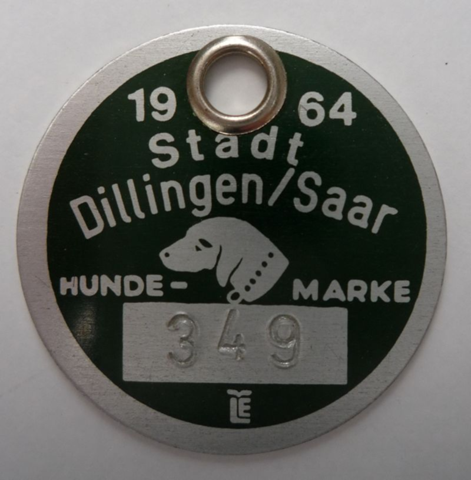 19 64
Stadt
Dillingen/Saar
HUNDE- MARKE
349